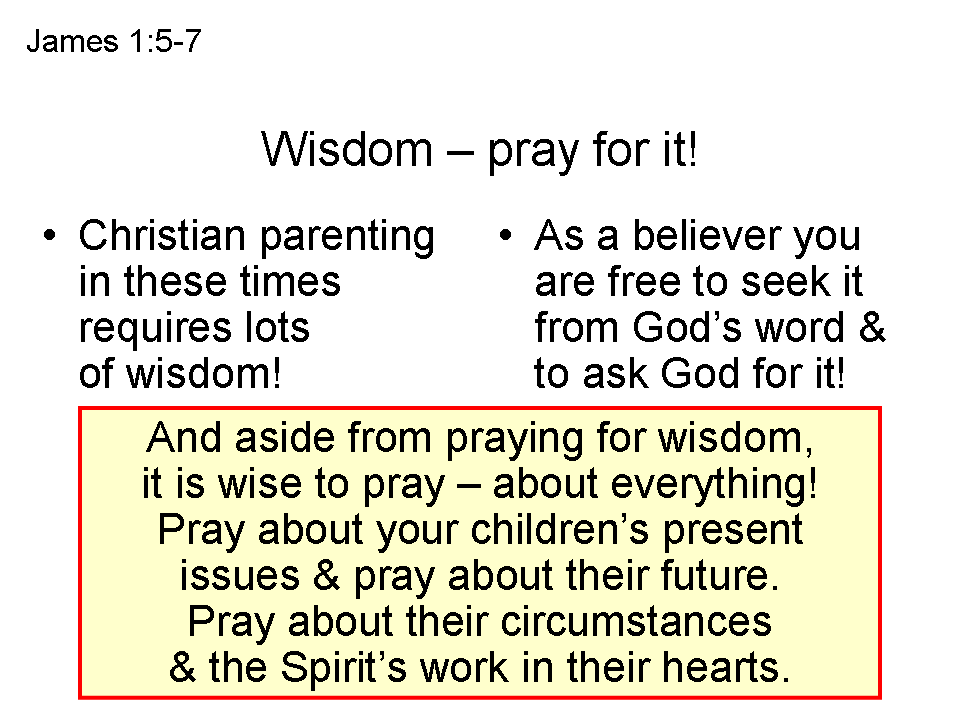 James 1:5-7
Wisdom – pray for it!
• Christian parenting
in these times
requires lots
of wisdom!
• As a believer you
are free to seek it
from God’s word &
to ask God for it!
And aside from praying for wisdom,
it is wise to pray – about everything!
Pray about your children’s present
issues & pray about their future.
Pray about their circumstances
& the Spirit’s work in their hearts.